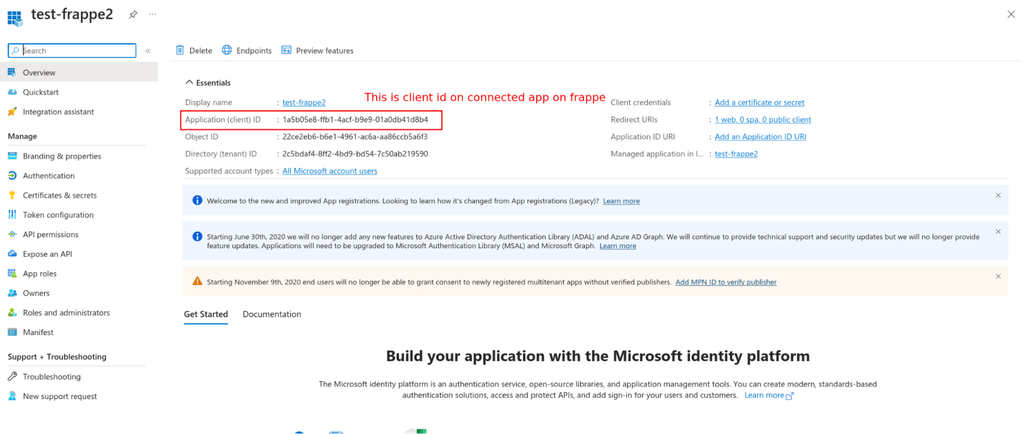 test-frappe2
Search
Delete
Endpoints
Preview features
Overview
Quickstart
Integration assistant
Manage
Branding & properties
Authentication
Certificates & secrets
Token configuration
API permissions
Expose an API
App roles
Owners
Roles and administrators
Manifest
Support + Troubleshooting
Troubleshooting
New support request
Essentials
This is client id on connected app on frappe
Display name : test-frappe2
Application (client) ID : 1a5b05e8-ffb1-4acf-b9e9-01a0db41d8b4
Object ID : 22ce2eb6-b6e1-4961-ac6a-aa86ccb5a6f3
Directory (tenant) ID : 2c5bdaf4-8ff2-4bd9-bd54-7c50ab219590
Supported account types : All Microsoft account users
Client credentials : Add a certificate or secret
Redirect URIs : 1 web, 0 spa, 0 public client
Application ID URI : Add an Application ID URI
Managed application in l... : test-frappe2
Welcome to the new and improved App registrations. Looking to learn how it's changed from App registrations (Legacy)? Learn more
Starting June 30th, 2020 we will no longer add any new features to Azure Active Directory Authentication Library (ADAL) and Azure AD Graph. We will continue to provide technical support and security updates but we will no longer provide
feature updates. Applications will need to be upgraded to Microsoft Authentication Library (MSAL) and Microsoft Graph. Learn more
Starting November 9th, 2020 end users will no longer be able to grant consent to newly registered multitenant apps without verified publishers. Add MPN ID to verify publisher
Get Started
Documentation
Build your application with the Microsoft identity platform
The Microsoft identity platform is an authentication service, open-source libraries, and application management tools. You can create modern, standards-based
authentication solutions, access and protect APIs, and add sign-in for your users and customers. Learn more